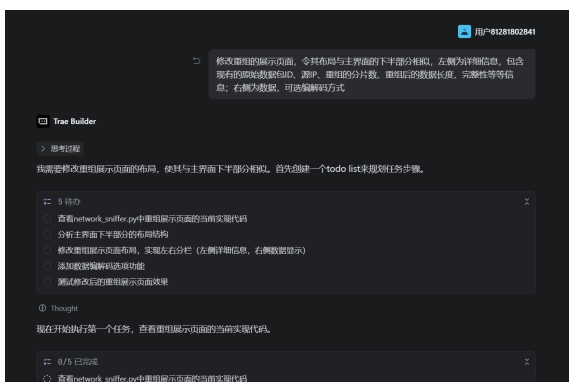 用户81281802841
修改重组的展示页面，令其布局与主界面的下半部分相似，左侧为详细信息，包含
现有的原始数据包ID、源IP、重组的分片数、重组后的数据长度、完整性等等信
息；右侧为数据，可选编解码方式
Trae Builder
思考过程
我需要修改重组展示页面的布局，使其与主界面下半部分相似。首先创建一个todo list来规划任务步骤。
5 待办
查看network_sniffer.py中重组展示页面的当前实现代码
分析主界面下半部分的布局结构
修改重组展示页面布局，实现左右分栏（左侧详细信息，右侧数据显示）
添加数据编解码选项功能
测试修改后的重组展示页面效果
Thought
现在开始执行第一个任务，查看重组展示页面的当前实现代码。
0/5 已完成
查看network_sniffer.py中重组展示页面的当前实现代码